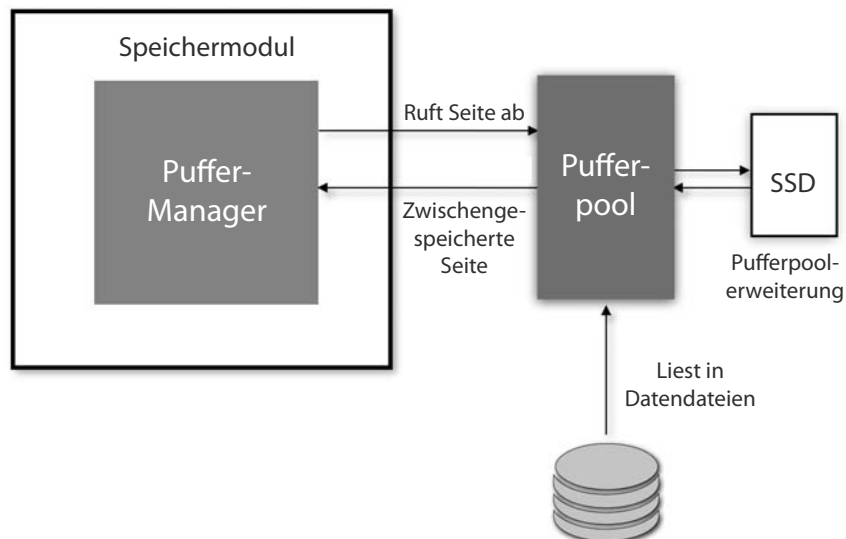 Speichermodul
Puffer-
Manager
Ruft Seite ab
Zwischenge-
speicherte
Seite
Puffer-
pool
SSD
Pufferpool-
erweiterung
Liest in
Datendateien